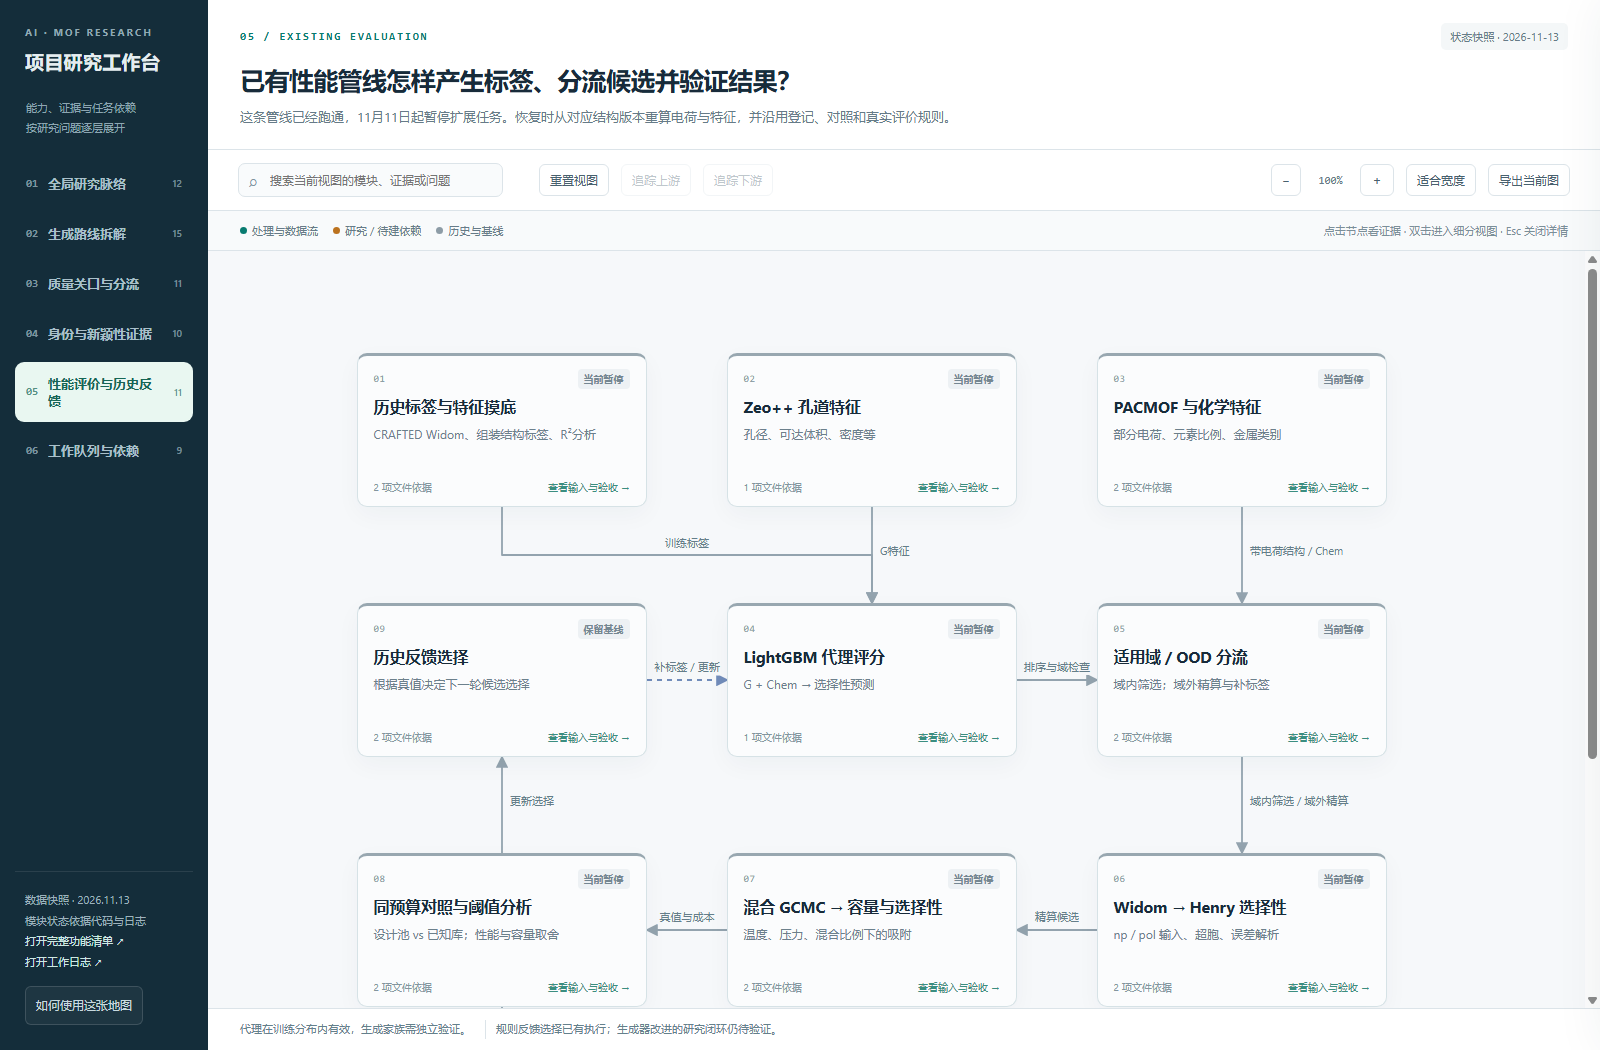 AI · MOF RESEARCH
项目研究工作台
能力、证据与任务依赖
按研究问题逐层展开
01 全局研究脉络 12
02 生成路线拆解 15
03 质量关口与分流 11
04 身份与新颖性证据 10
05 性能评价与历史反馈 11
06 工作队列与依赖 9
数据快照 · 2026.11.13
模块状态依据代码与日志
打开完整功能清单 ↗
打开工作日志 ↗
如何使用这张地图
05 / EXISTING EVALUATION
状态快照 · 2026-11-13
已有性能管线怎样产生标签、分流候选并验证结果？
这条管线已经跑通，11月11日起暂停扩展任务。恢复时从对应结构版本重算电荷与特征，并沿用登记、对照和真实评价规则。
搜索当前视图的模块、证据或问题
重置视图
追踪上游
追踪下游
−
100%
+
适合宽度
导出当前图
处理与数据流
研究 / 待建依赖
历史与基线
点击节点看证据 · 双击进入细分视图 · Esc 关闭详情
01 当前暂停
历史标签与特征摸底
CRAFTED Widom、组装结构标签、R²分析
2 项文件依据 查看输入与验收 →
02 当前暂停
Zeo++ 孔道特征
孔径、可达体积、密度等
1 项文件依据 查看输入与验收 →
03 当前暂停
PACMOF 与化学特征
部分电荷、元素比例、金属类别
2 项文件依据 查看输入与验收 →
训练标签
G特征
带电荷结构 / Chem
09 保留基线
历史反馈选择
根据真值决定下一轮候选选择
2 项文件依据 查看输入与验收 →
补标签 / 更新
04 当前暂停
LightGBM 代理评分
G + Chem → 选择性预测
1 项文件依据 查看输入与验收 →
排序与域检查
05 当前暂停
适用域 / OOD 分流
域内筛选；域外精算与补标签
2 项文件依据 查看输入与验收 →
更新选择
域内筛选 / 域外精算
08 当前暂停
同预算对照与阈值分析
设计池 vs 已知库；性能与容量取舍
2 项文件依据 查看输入与验收 →
真值与成本
07 当前暂停
混合 GCMC → 容量与选择性
温度、压力、混合比例下的吸附
2 项文件依据 查看输入与验收 →
精算候选
06 当前暂停
Widom → Henry 选择性
np / pol 输入、超胞、误差解析
2 项文件依据 查看输入与验收 →
代理在训练分布内有效，生成家族需独立验证。
规则反馈选择已有执行；生成器改进的研究闭环仍待验证。